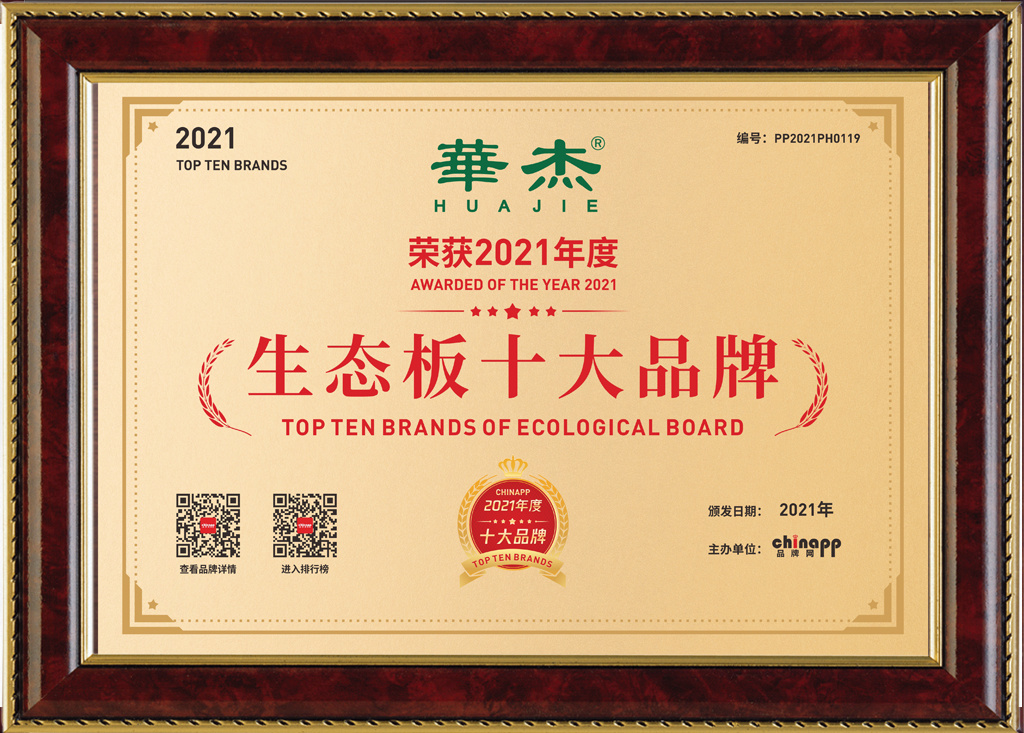 2021
TOP TEN BRANDS
编号：PP2021PH0119
華杰®
HUAJIE
荣获2021年度
AWARDED OF THE YEAR 2021
生态板十大品牌
TOP TEN BRANDS OF ECOLOGICAL BOARD
CHINAPP
2021年度
十大品牌
TOP TEN BRANDS
查看品牌详情
进入排行榜
颁发日期： 2021年
主办单位： chinapp
品牌网